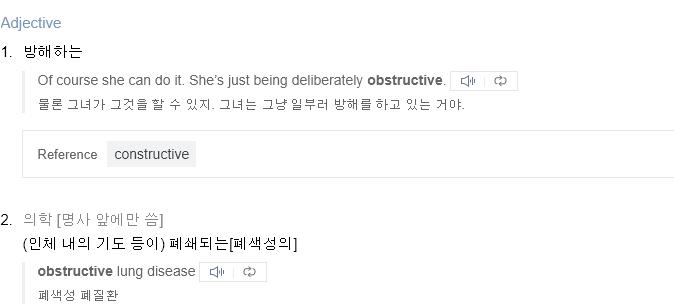 Adjective
1. 방해하는
Of course she can do it. She's just being deliberately obstructive.
물론 그녀가 그것을 할 수 있지. 그녀는 그냥 일부러 방해를 하고 있는 거야.
Reference constructive
2. 의학 [명사 앞에만 씀]
(인체 내의 기도 등이) 폐쇄되는[폐색성의]
obstructive lung disease
폐색성 폐질환